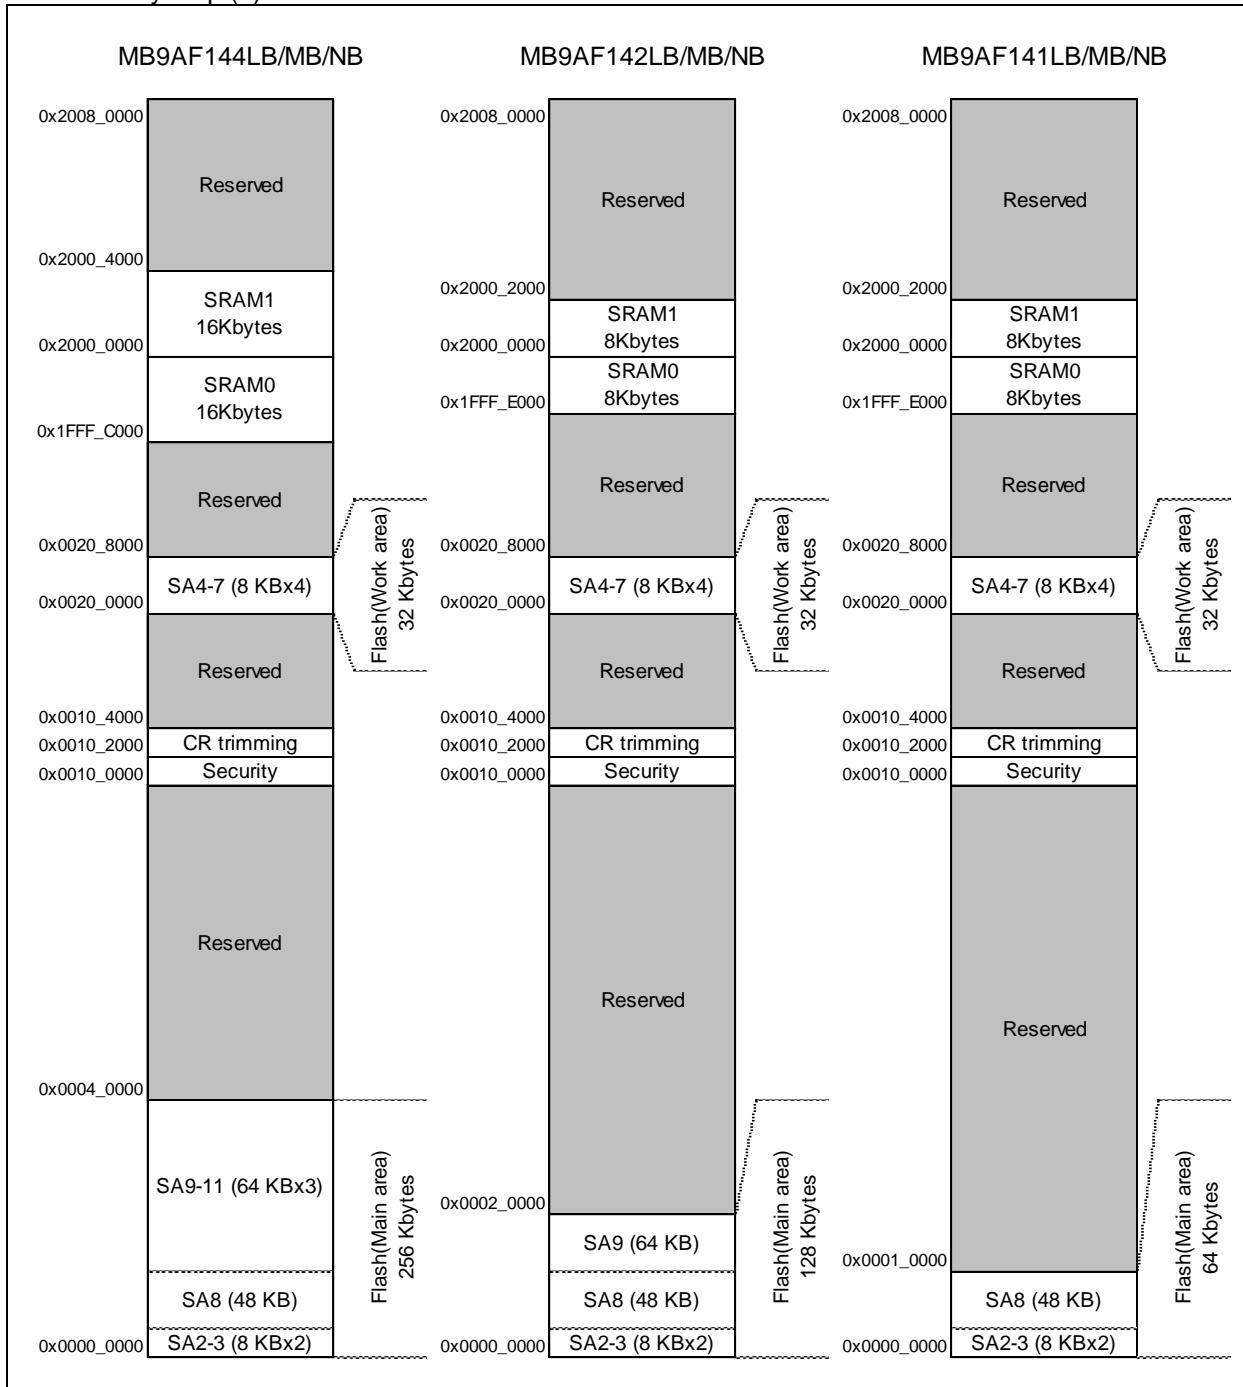 MB9AF144LB/MB/NB
0x2008_0000
Reserved
0x2000_4000
SRAM1
16Kbytes
0x2000_0000
SRAM0
16Kbytes
0x1FFF_C000
Reserved
0x0020_8000
SA4-7 (8 KBx4)
0x0020_0000
Flash(Work area)
32 Kbytes
Reserved
0x0010_4000
CR trimming
0x0010_2000
Security
0x0010_0000
Reserved
0x0004_0000
SA9-11 (64 KBx3)
SA8 (48 KB)
SA2-3 (8 KBx2)
0x0000_0000
Flash(Main area)
256 Kbytes
MB9AF142LB/MB/NB
0x2008_0000
Reserved
0x2000_2000
SRAM1
8Kbytes
0x2000_0000
SRAM0
8Kbytes
0x1FFF_E000
Reserved
0x0020_8000
SA4-7 (8 KBx4)
0x0020_0000
Flash(Work area)
32 Kbytes
Reserved
0x0010_4000
CR trimming
0x0010_2000
Security
0x0010_0000
Reserved
0x0002_0000
SA9 (64 KB)
SA8 (48 KB)
SA2-3 (8 KBx2)
0x0000_0000
Flash(Main area)
128 Kbytes
MB9AF141LB/MB/NB
0x2008_0000
Reserved
0x2000_2000
SRAM1
8Kbytes
0x2000_0000
SRAM0
8Kbytes
0x1FFF_E000
Reserved
0x0020_8000
SA4-7 (8 KBx4)
0x0020_0000
Flash(Work area)
32 Kbytes
Reserved
0x0010_4000
CR trimming
0x0010_2000
Security
0x0010_0000
Reserved
0x0001_0000
SA8 (48 KB)
SA2-3 (8 KBx2)
0x0000_0000
Flash(Main area)
64 Kbytes